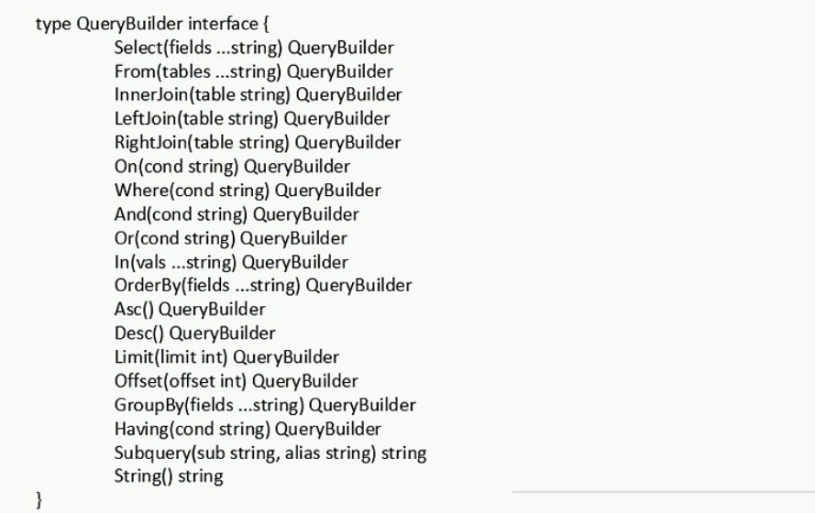 type QueryBuilder interface {
Select(fields ...string) QueryBuilder
From(tables ...string) QueryBuilder
InnerJoin(table string) QueryBuilder
LeftJoin(table string) QueryBuilder
RightJoin(table string) QueryBuilder
On(cond string) QueryBuilder
Where(cond string) QueryBuilder
And(cond string) QueryBuilder
Or(cond string) QueryBuilder
In(vals ...string) QueryBuilder
OrderBy(fields ...string) QueryBuilder
Asc() QueryBuilder
Desc() QueryBuilder
Limit(limit int) QueryBuilder
Offset(offset int) QueryBuilder
GroupBy(fields ...string) QueryBuilder
Having(cond string) QueryBuilder
Subquery(sub string, alias string) string
String() string
}